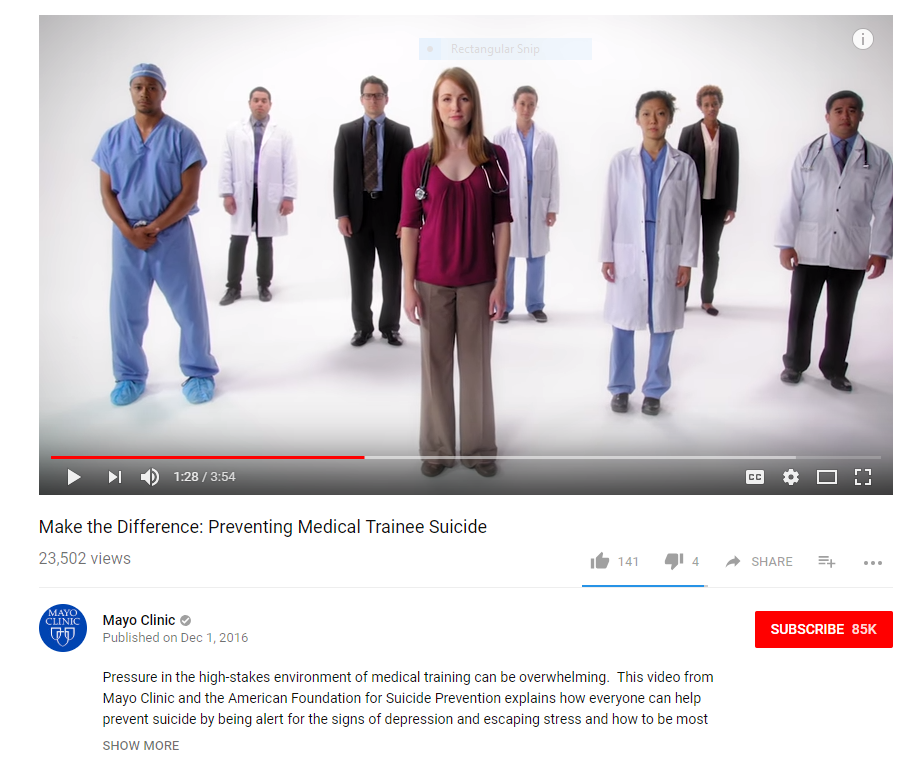 Rectangular Snip
1:28 / 3:54
CC
Make the Difference: Preventing Medical Trainee Suicide
23,502 views
141
4
SHARE
MAYO
CLINIC
Mayo Clinic
Published on Dec 1, 2016
SUBSCRIBE 85K
Pressure in the high-stakes environment of medical training can be overwhelming.  This video from
Mayo Clinic and the American Foundation for Suicide Prevention explains how everyone can help
prevent suicide by being alert for the signs of depression and escaping stress and how to be most
SHOW MORE